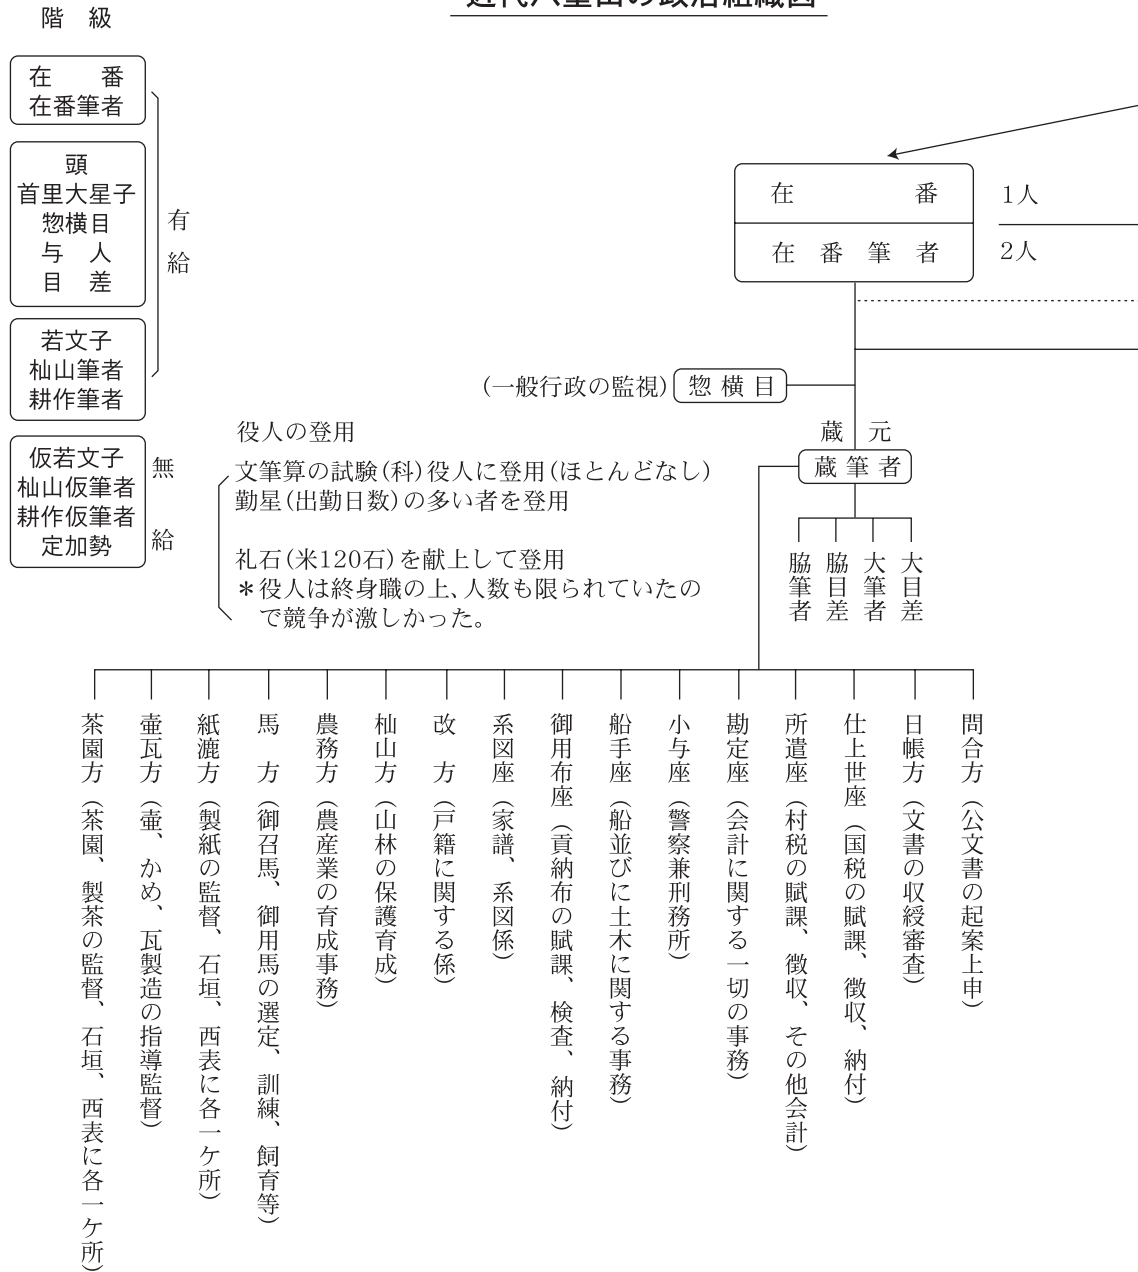 近代八重山の政治組織図
階級
在番
在番筆者
頭
首里大屋子
惣横目
与人
目差
有給
若文子
杣山筆者
耕作筆者
仮若文子
杣山仮筆者
耕作仮筆者
定加勢
無給
在番
1人
在番筆者
2人
(一般行政の監視)
惣横目
蔵元
蔵筆者
脇筆者
脇目差
大筆者
大目差
役人の登用
文筆算の試験(科)役人に登用(ほとんどなし)
勤星(出勤日数)の多い者を登用
礼石(米120石)を献上して登用
*役人は終身職の上、人数も限られていたの
で競争が激しかった。
問合方(公文書の起案上申)
日帳方(文書の収綬審査)
仕上世座(国税の賦課、徴収、納付)
所遣座(村税の賦課、徴収、その他会計)
勘定座(会計に関する一切の事務)
小与座(警察兼刑務所)
船手座(船並びに土木に関する事務)
御用布座(貢納布の賦課、検査、納付)
系図座(家譜、系図係)
改方(戸籍に関する係)
杣山方(山林の保護育成)
農務方(農産業の育成事務)
馬方(御召馬、御用馬の選定、訓練、飼育等)
紙漉方(製紙の監督、石垣、西表に各一ケ所)
壷瓦方(壷、かめ、瓦製造の指導監督)
茶園方(茶園、製茶の監督、石垣、西表に各一ケ所)